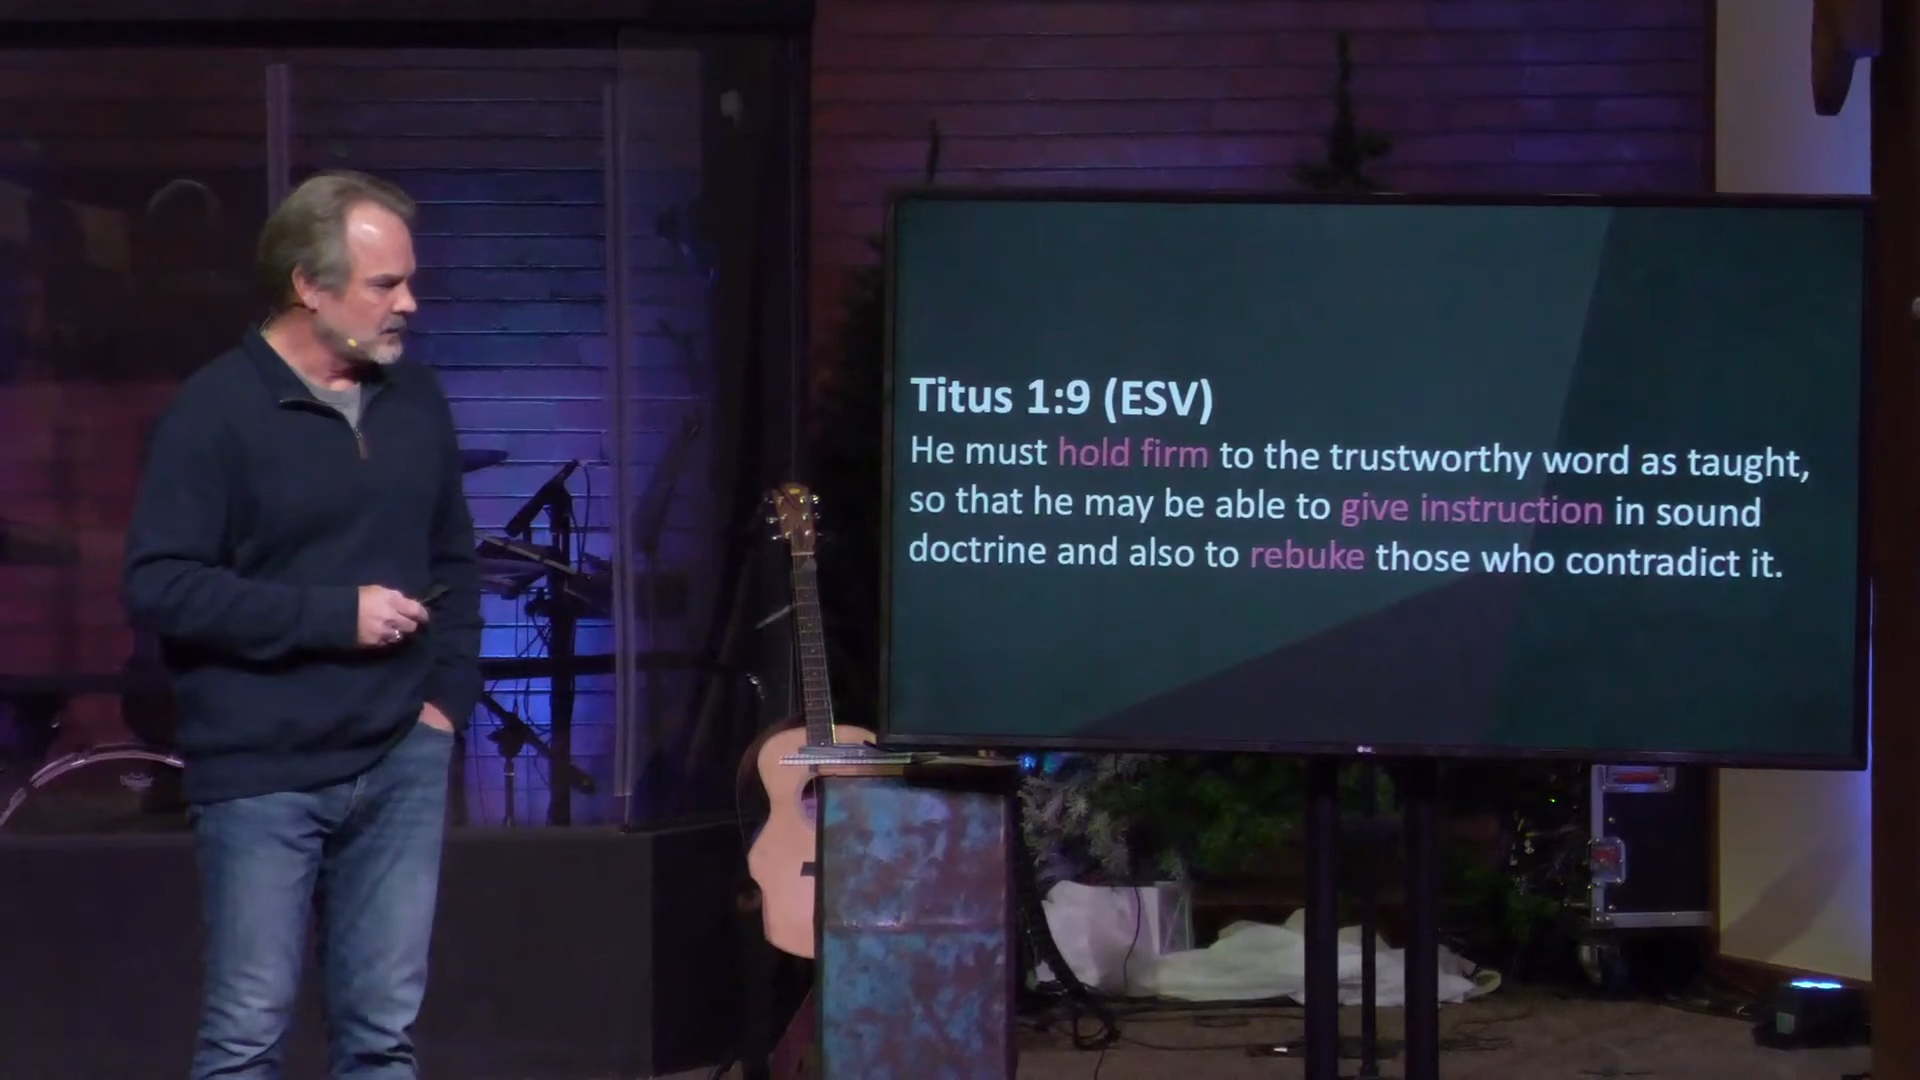 Titus 1:9 (ESV)
He must hold firm to the trustworthy word as taught,
so that he may be able to give instruction in sound
doctrine and also to rebuke those who contradict it.